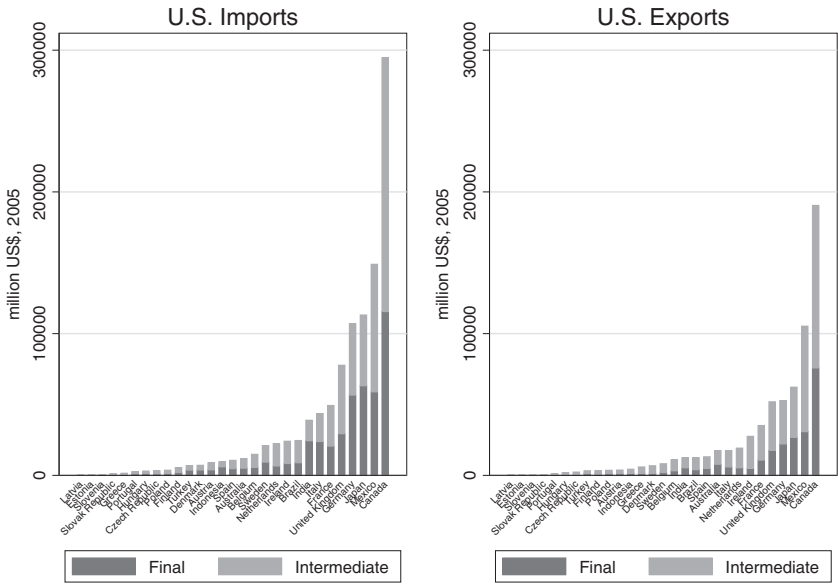 U.S. Imports
million US$, 2005
300000
200000
100000
0
Latvia
Estonia
Slovenia
Slovak Republic
Greece
Portugal
Hungary
Czech Republic
Poland
Finland
Turkey
Denmark
Austria
Indonesia
Spain
Australia
Belgium
Sweden
Netherlands
Ireland
Brazil
India
Italy
France
United Kingdom
Germany
Japan
Mexico
Canada
Final
Intermediate
U.S. Exports
million US$, 2005
300000
200000
100000
0
Latvia
Estonia
Slovenia
Slovak Republic
Portugal
Hungary
Czech Republic
Turkey
Finland
Poland
Austria
Indonesia
Greece
Denmark
Sweden
Belgium
India
Brazil
Spain
Australia
Italy
Netherlands
Ireland
France
United Kingdom
Germany
Japan
Mexico
Canada
Final
Intermediate